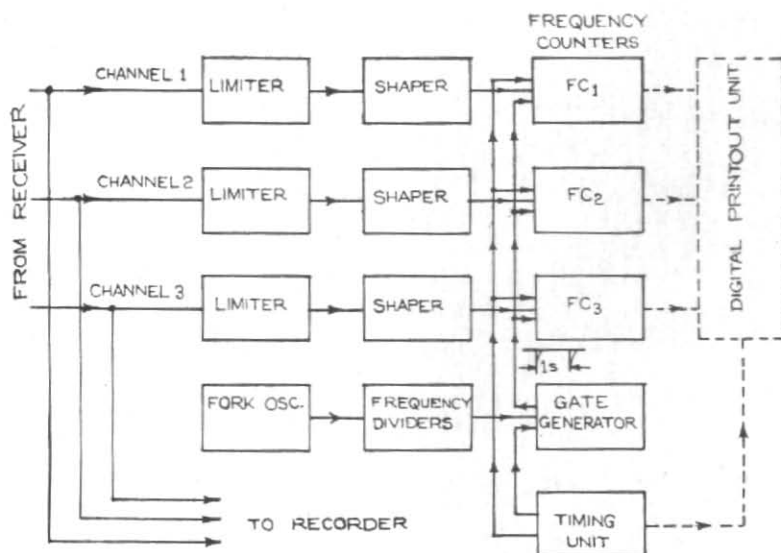 FREQUENCY
COUNTERS
CHANNEL 1
LIMITER
SHAPER
FC1
CHANNEL 2
LIMITER
SHAPER
FC2
CHANNEL 3
LIMITER
SHAPER
FC3
FROM RECEIVER
DIGITAL PRINTOUT UNIT
1s
FORK OSC.
FREQUENCY
DIVIDERS
GATE
GENERATOR
TO RECORDER
TIMING
UNIT